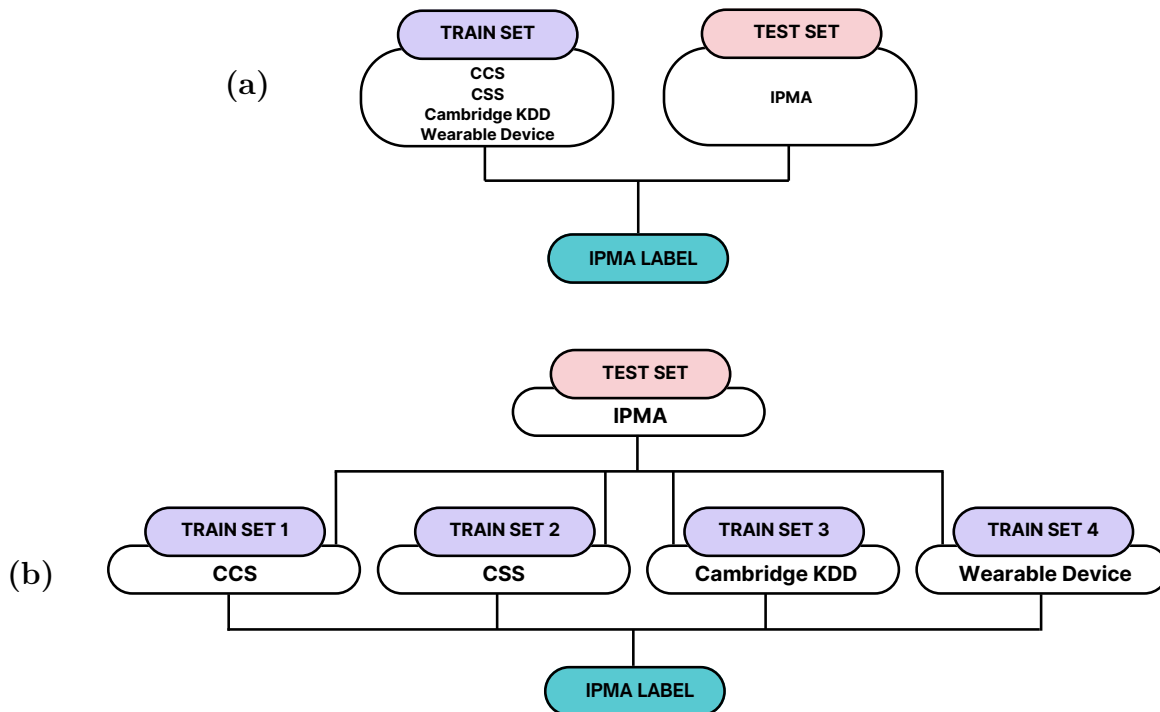 (a)
TRAIN SET
CCS
CSS
Cambridge KDD
Wearable Device
TEST SET
IPMA
IPMA LABEL
(b)
TEST SET
IPMA
TRAIN SET 1
CCS
TRAIN SET 2
CSS
TRAIN SET 3
Cambridge KDD
TRAIN SET 4
Wearable Device
IPMA LABEL